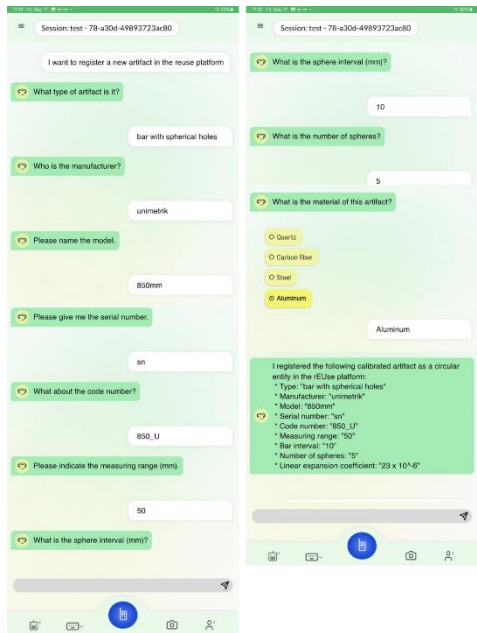 Session: test - 78-a30d-49893723ac80
I want to register a new artifact in the reuse platform
What type of artifact is it?
bar with spherical holes
Who is the manufacturer?
unimetrik
Please name the model.
850mm
Please give me the serial number.
sn
What about the code number?
850_U
Please indicate the measuring range (mm).
50
What is the sphere interval (mm)?
Session: test - 78-a30d-49893723ac80
What is the sphere interval (mm)?
10
What is the number of spheres?
5
What is the material of this artifact?
Quartz
Carbon fiber
Steel
Aluminum
Aluminum
I registered the following calibrated artifact as a circular
entity in the rEUse platform:
* Type: "bar with spherical holes"
* Manufacturer: "unimetrik"
* Model: "850mm"
* Serial number: "sn"
* Code number: "850_U"
* Measuring range: "50"
* Bar interval: "10"
* Number of spheres: "5"
* Linear expansion coefficient: "23 x 10^-6"